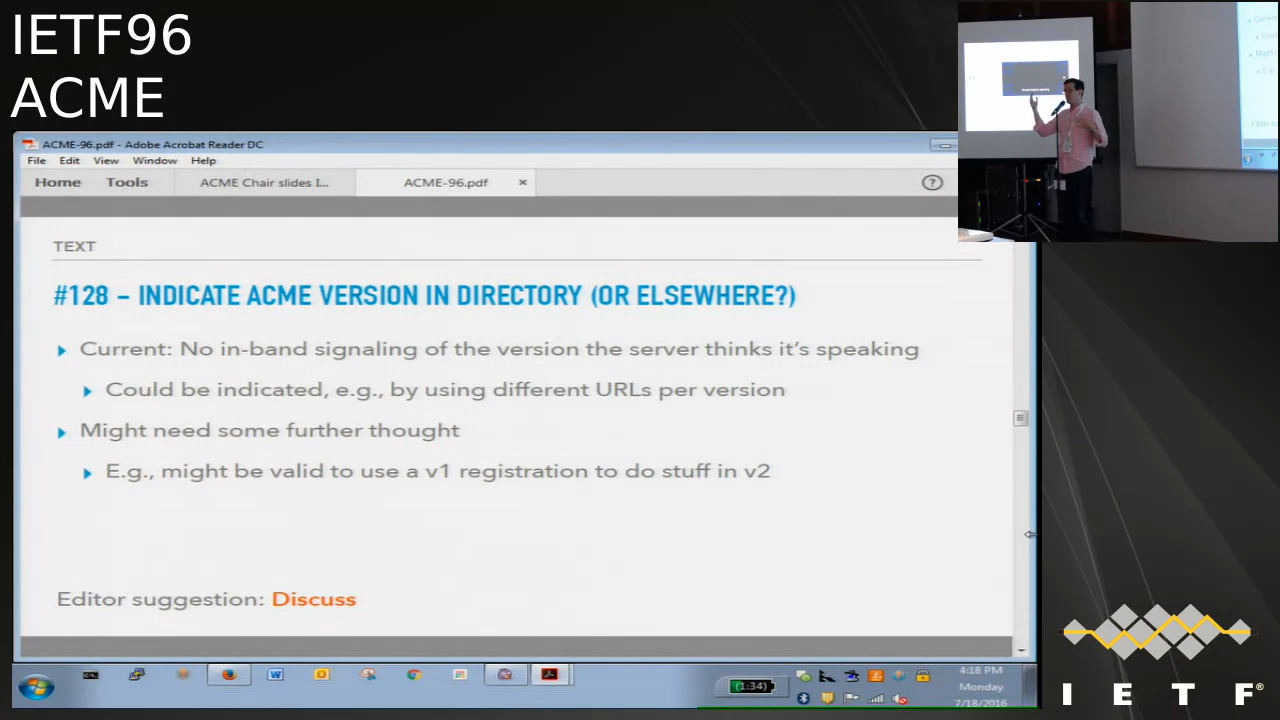 IETF96
ACME
ACME-96.pdf - Adobe Acrobat Reader DC
File Edit View Window Help
Home Tools ACME Chair slides I... ACME-96.pdf ×
?
TEXT
#128 – INDICATE ACME VERSION IN DIRECTORY (OR ELSEWHERE?)
Current: No in-band signaling of the version the server thinks it’s speaking
Could be indicated, e.g., by using different URLs per version
Might need some further thought
E.g., might be valid to use a v1 registration to do stuff in v2
Editor suggestion: Discuss
(1:34)
4:18 PM
Monday
7/18/2016
I E T F®